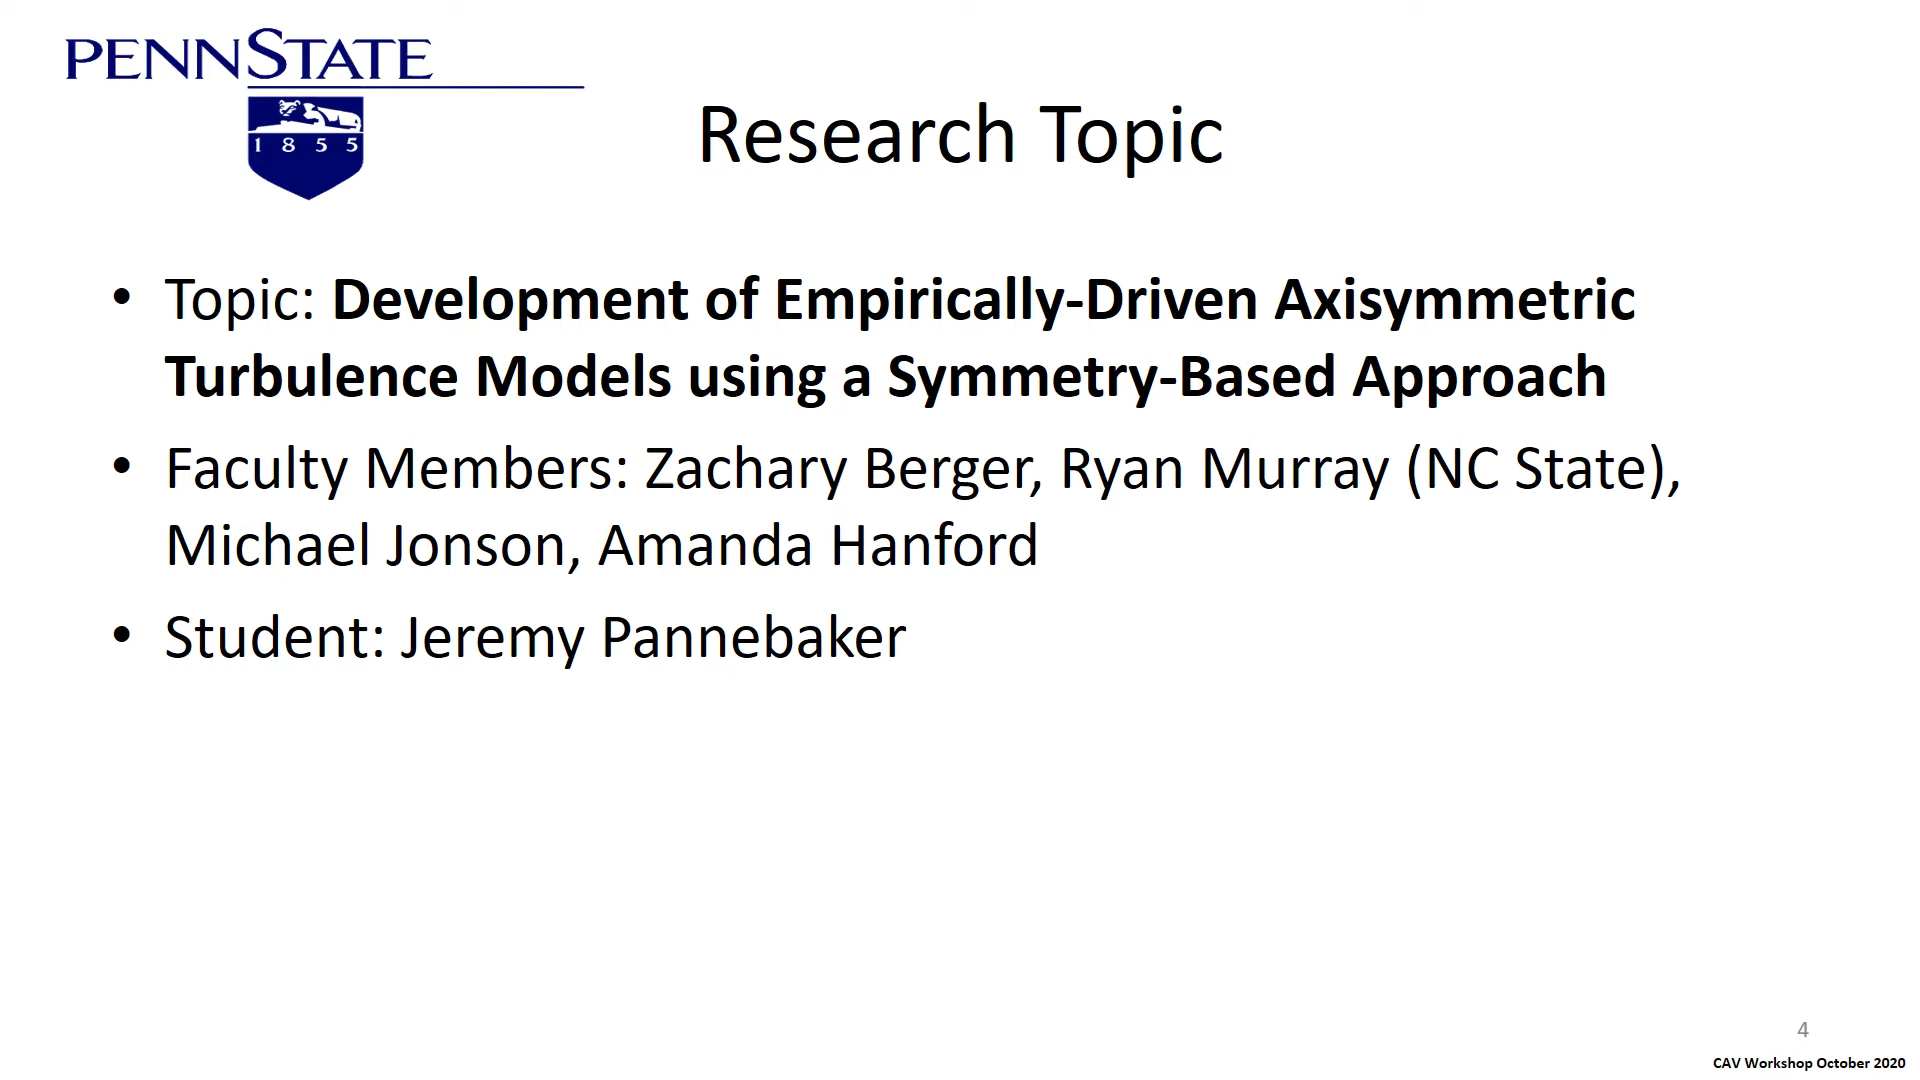 PENNSTATE
1 8 5 5
Research Topic
• Topic: Development of Empirically-Driven Axisymmetric
Turbulence Models using a Symmetry-Based Approach
• Faculty Members: Zachary Berger, Ryan Murray (NC State),
Michael Jonson, Amanda Hanford
• Student: Jeremy Pannebaker
4
CAV Workshop October 2020